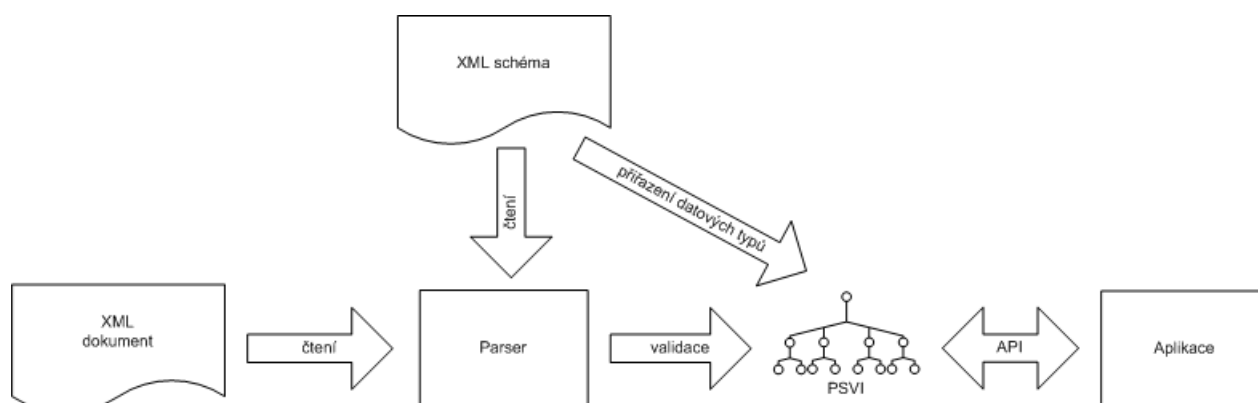 XML schéma
čtení
přiřazení datových typů
XML
dokument
čtení
Parser
validace
PSVI
API
Aplikace